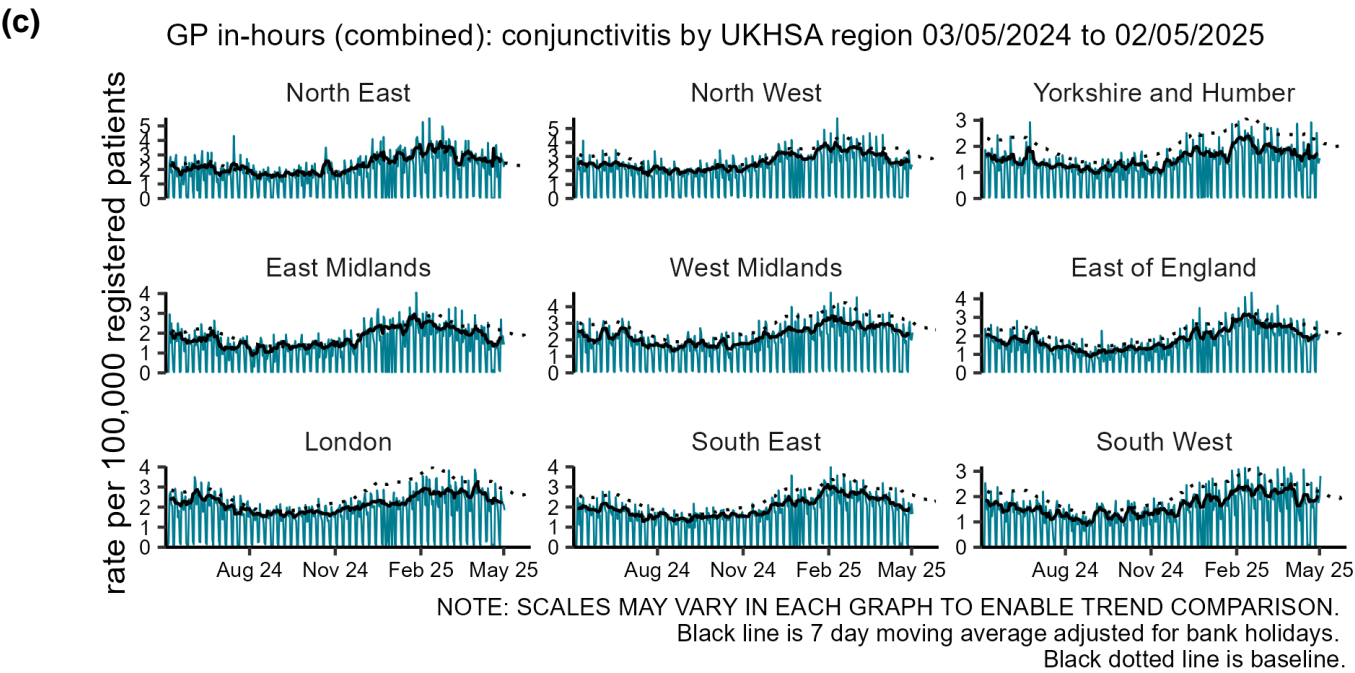 (c)
GP in-hours (combined): conjunctivitis by UKHSA region 03/05/2024 to 02/05/2025
rate per 100,000 registered patients
North East
5
4
3
2
1
0
North West
5
4
3
2
1
0
Yorkshire and Humber
3
2
1
0
East Midlands
4
3
2
1
0
West Midlands
4
3
2
1
0
East of England
4
3
2
1
0
London
4
3
2
1
0
South East
4
3
2
1
0
South West
3
2
1
0
Aug 24 Nov 24 Feb 25 May 25
Aug 24 Nov 24 Feb 25 May 25
Aug 24 Nov 24 Feb 25 May 25
NOTE: SCALES MAY VARY IN EACH GRAPH TO ENABLE TREND COMPARISON.
Black line is 7 day moving average adjusted for bank holidays.
Black dotted line is baseline.